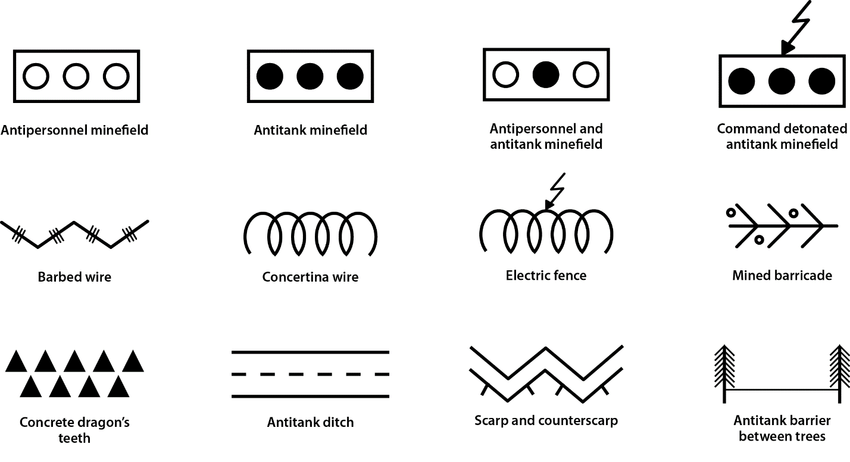 Antipersonnel minefield
Antitank minefield
Antipersonnel and
antitank minefield
Command detonated
antitank minefield
Barbed wire
Concertina wire
Electric fence
Mined barricade
Concrete dragon's
teeth
Antitank ditch
Scarp and counterscarp
Antitank barrier
between trees